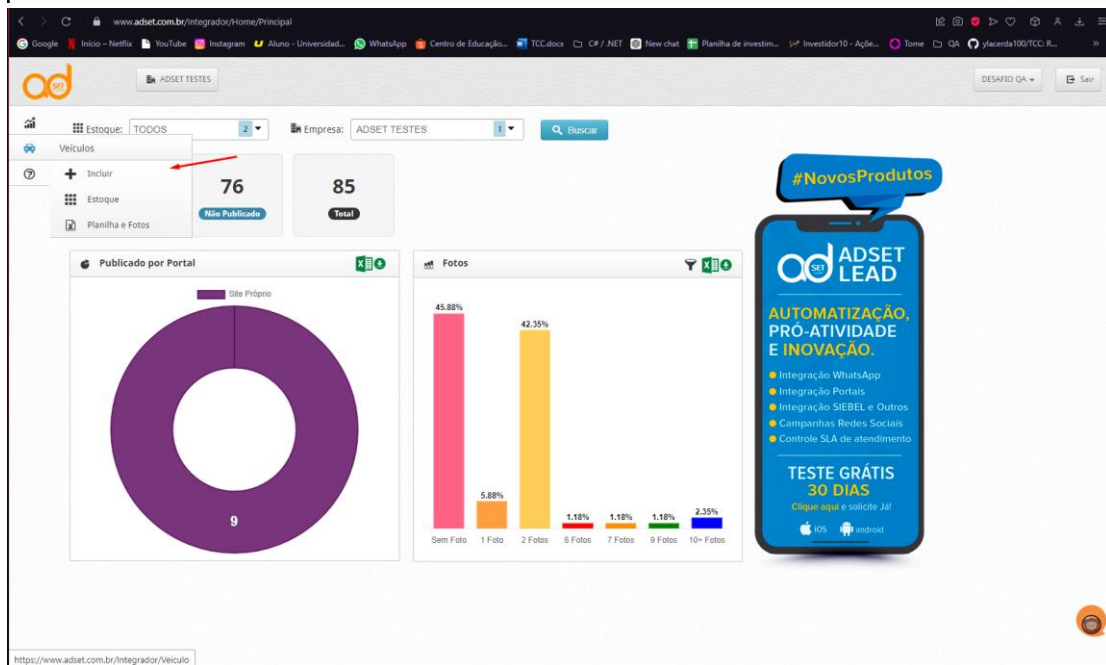 www.adset.com.br/Integrador/Home/Principal
Google Início – Netflix YouTube Instagram Aluno - Universidad... WhatsApp Centro de Educação... TCC.docx C# / .NET New chat Planilha de investim... Investidor10 - Açõe... Tome QA ylacerda100/TCC: R... »
ad SET
ADSET TESTES
DESAFIO QA
Sair
Estoque: TODOS 2
Empresa: ADSET TESTES 1
Buscar
Veículos
Incluir
Estoque
Planilha e Fotos
76
Não Publicado
85
Total
Publicado por Portal
Site Próprio
9
Fotos
45.88%
5.88%
42.35%
1.18%
1.18%
1.18%
2.35%
Sem Foto 1 Foto 2 Fotos 6 Fotos 7 Fotos 9 Fotos 10+ Fotos
#NovosProdutos
ad SET ADSET
LEAD
AUTOMATIZAÇÃO,
PRÓ-ATIVIDADE
E INOVAÇÃO.
Integração WhatsApp
Integração Portais
Integração SIEBEL e Outros
Campanhas Redes Sociais
Controle SLA de atendimento
TESTE GRÁTIS
30 DIAS
Clique aqui e solicite Já!
iOS android
https://www.adset.com.br/Integrador/Veiculo